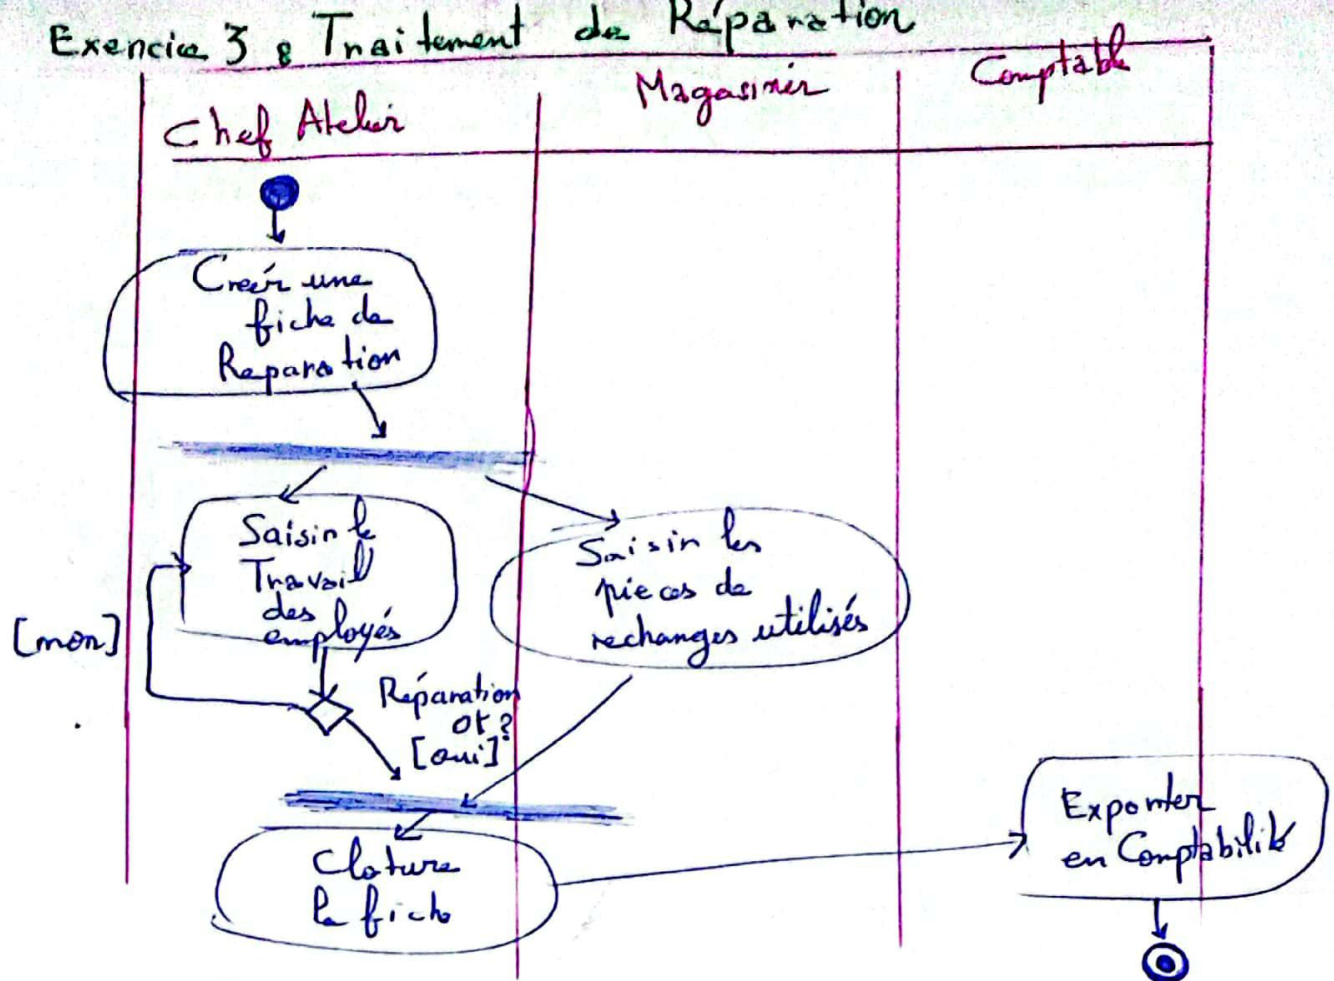 Exercice 3 : Traitement de Réparation
Chef Atelier
Magasinier
Comptable
Créér une
fiche de
Reparation
Saisir le
Travail
des
employés
Saisir les
pieces de
rechanges utilisés
[non]
Réparation
ok?
[oui]
Cloture
la fiche
Exporter
en Comptabilité